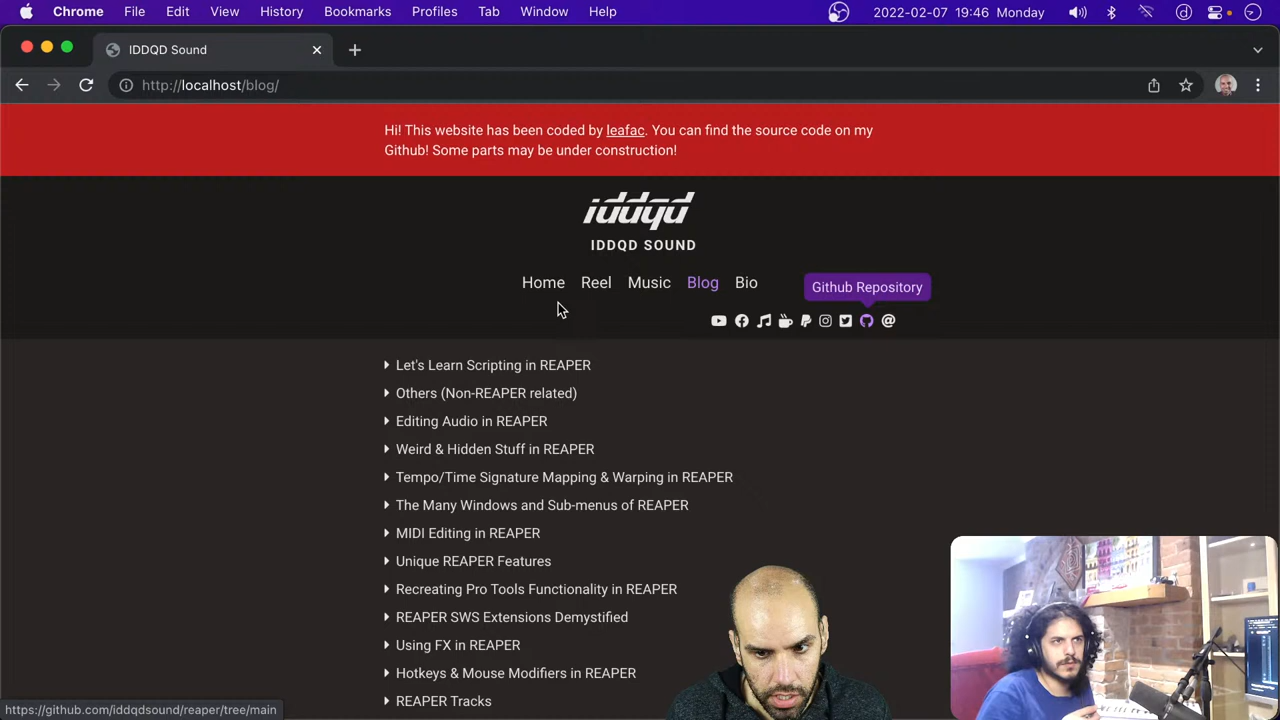 Chrome File Edit View History Bookmarks Profiles Tab Window Help 2022-02-07 19:46 Monday
IDDQD Sound
http://localhost/blog/
Hi! This website has been coded by leafac. You can find the source code on my
Github! Some parts may be under construction!
iddqd
IDDQD SOUND
Home Reel Music Blog Bio
Github Repository
Let's Learn Scripting in REAPER
Others (Non-REAPER related)
Editing Audio in REAPER
Weird & Hidden Stuff in REAPER
Tempo/Time Signature Mapping & Warping in REAPER
The Many Windows and Sub-menus of REAPER
MIDI Editing in REAPER
Unique REAPER Features
Recreating Pro Tools Functionality in REAPER
REAPER SWS Extensions Demystified
Using FX in REAPER
Hotkeys & Mouse Modifiers in REAPER
REAPER Tracks
https://github.com/iddqdsound/reaper/tree/main